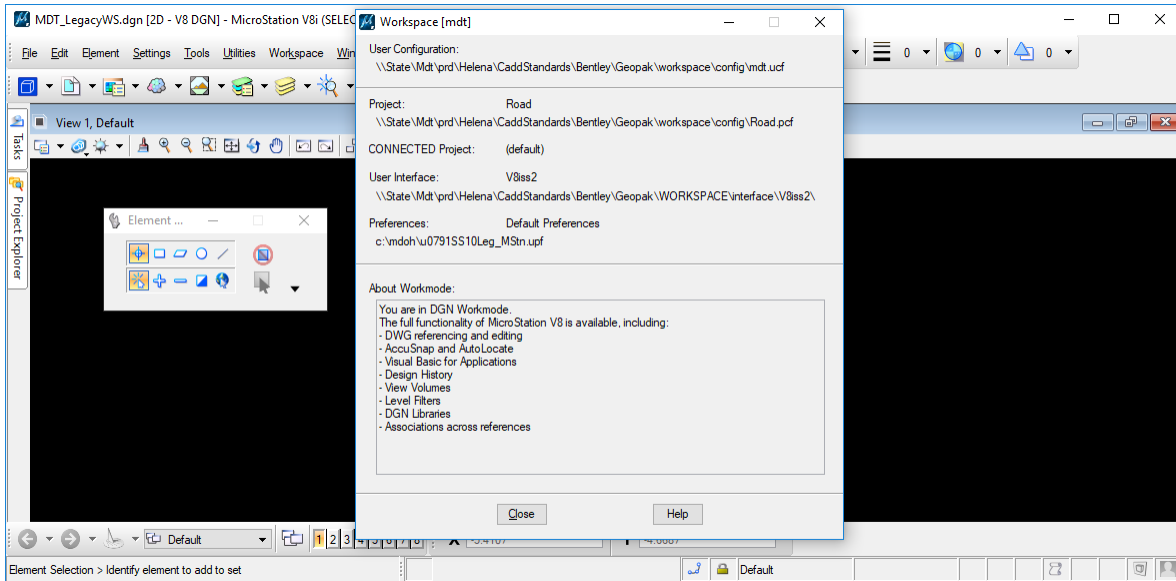 MDT_LegacyWS.dgn [2D - V8 DGN] - MicroStation V8i (SELEC
File Edit Element Settings Tools Utilities Workspace Win
0 0 0
View 1, Default
Tasks
Project Explorer
Element ...
Workspace [mdt]
User Configuration:
\\State\Mdt\prd\Helena\CaddStandards\Bentley\Geopak\workspace\config\mdt.ucf
Project: Road
\\State\Mdt\prd\Helena\CaddStandards\Bentley\Geopak\workspace\config\Road.pcf
CONNECTED Project: (default)
User Interface: V8iss2
\\State\Mdt\prd\Helena\CaddStandards\Bentley\Geopak\WORKSPACE\interface\V8iss2\
Preferences: Default Preferences
c:\mdoh\u0791SS10Leg_MStn.upf
About Workmode:
You are in DGN Workmode.
The full functionality of MicroStation V8 is available, including:
- DWG referencing and editing
- AccuSnap and AutoLocate
- Visual Basic for Applications
- Design History
- View Volumes
- Level Filters
- DGN Libraries
- Associations across references
Close Help
Default 1 2 3
Element Selection > Identify element to add to set Default